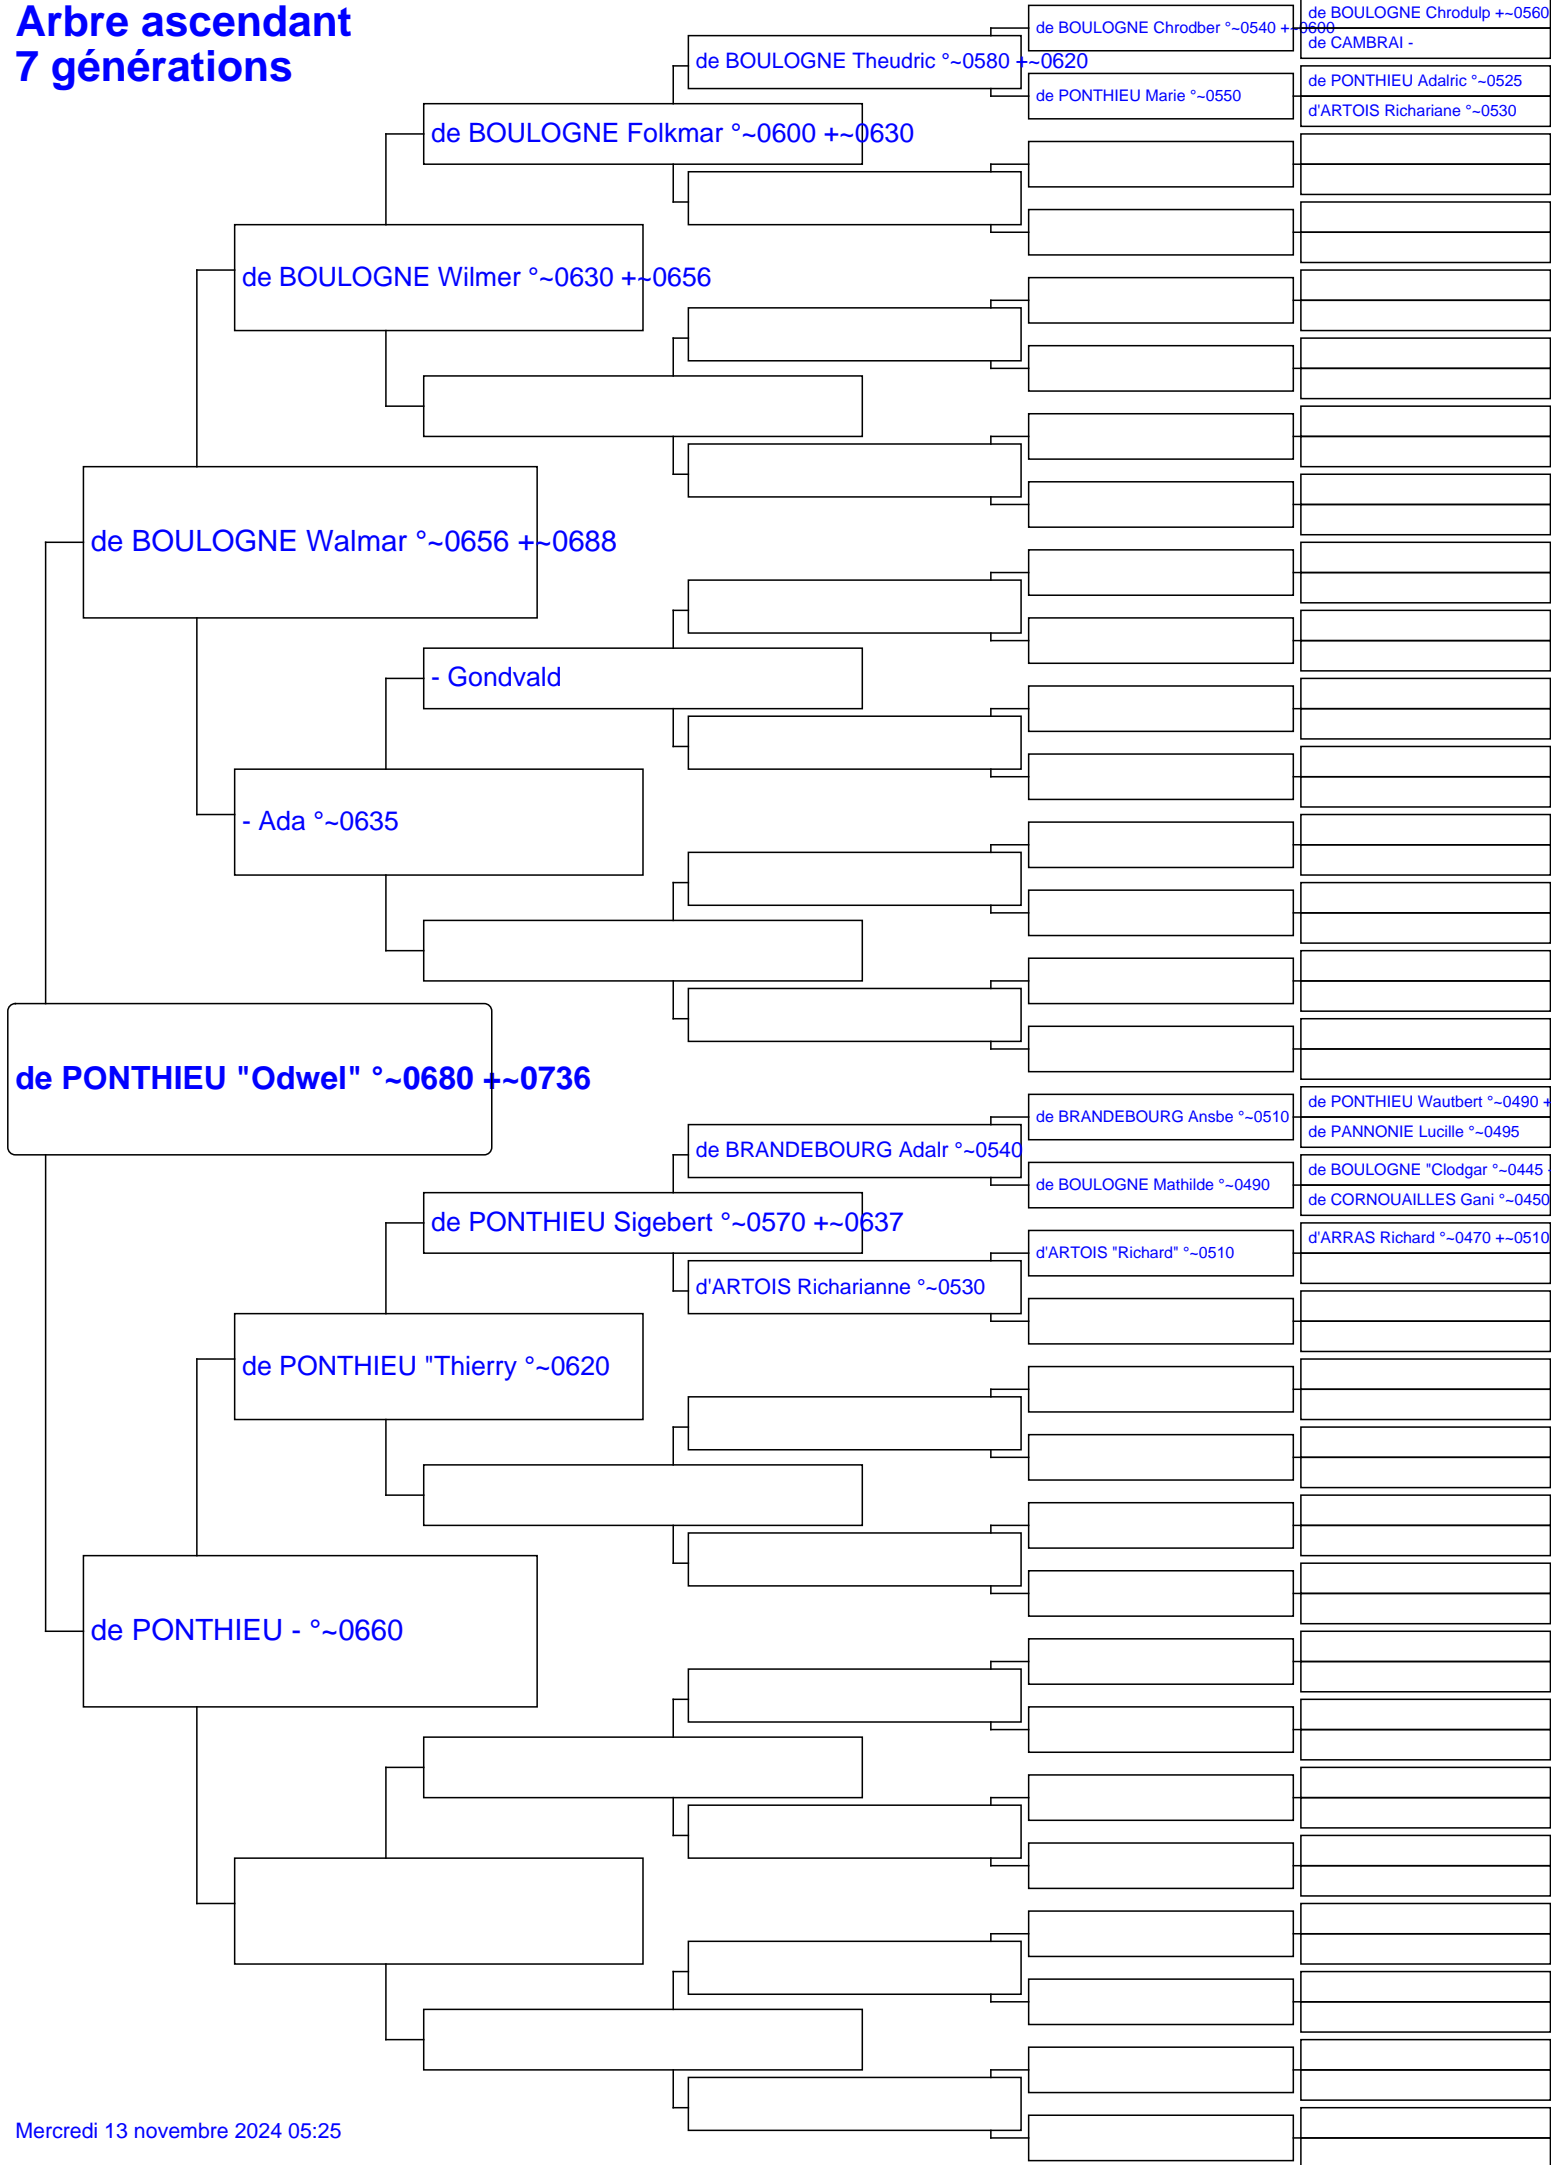 Arbre ascendant
7 générations
de BOULOGNE Chrodulp +~0560
de BOULOGNE Chrodber °~0540 +~0600
de CAMBRAI -
de BOULOGNE Theudric °~0580 +~0620
de PONTHIEU Adalric °~0525
de PONTHIEU Marie °~0550
d'ARTOIS Richariane °~0530
de BOULOGNE Folkmar °~0600 +~0630
de BOULOGNE Wilmer °~0630 +~0656
de BOULOGNE Walmar °~0656 +~0688
- Gondvald
- Ada °~0635
de PONTHIEU "Odwel" °~0680 +~0736
de PONTHIEU Wautbert °~0490 +
de BRANDEBOURG Ansbe °~0510
de PANNONIE Lucille °~0495
de BRANDEBOURG Adalr °~0540
de BOULOGNE "Clodgar °~0445
de BOULOGNE Mathilde °~0490
de CORNOUAILLES Gani °~0450
de PONTHIEU Sigebert °~0570 +~0637
d'ARRAS Richard °~0470 +~0510
d'ARTOIS "Richard" °~0510
d'ARTOIS Richarianne °~0530
de PONTHIEU "Thierry °~0620
de PONTHIEU - °~0660
Mercredi 13 novembre 2024 05:25